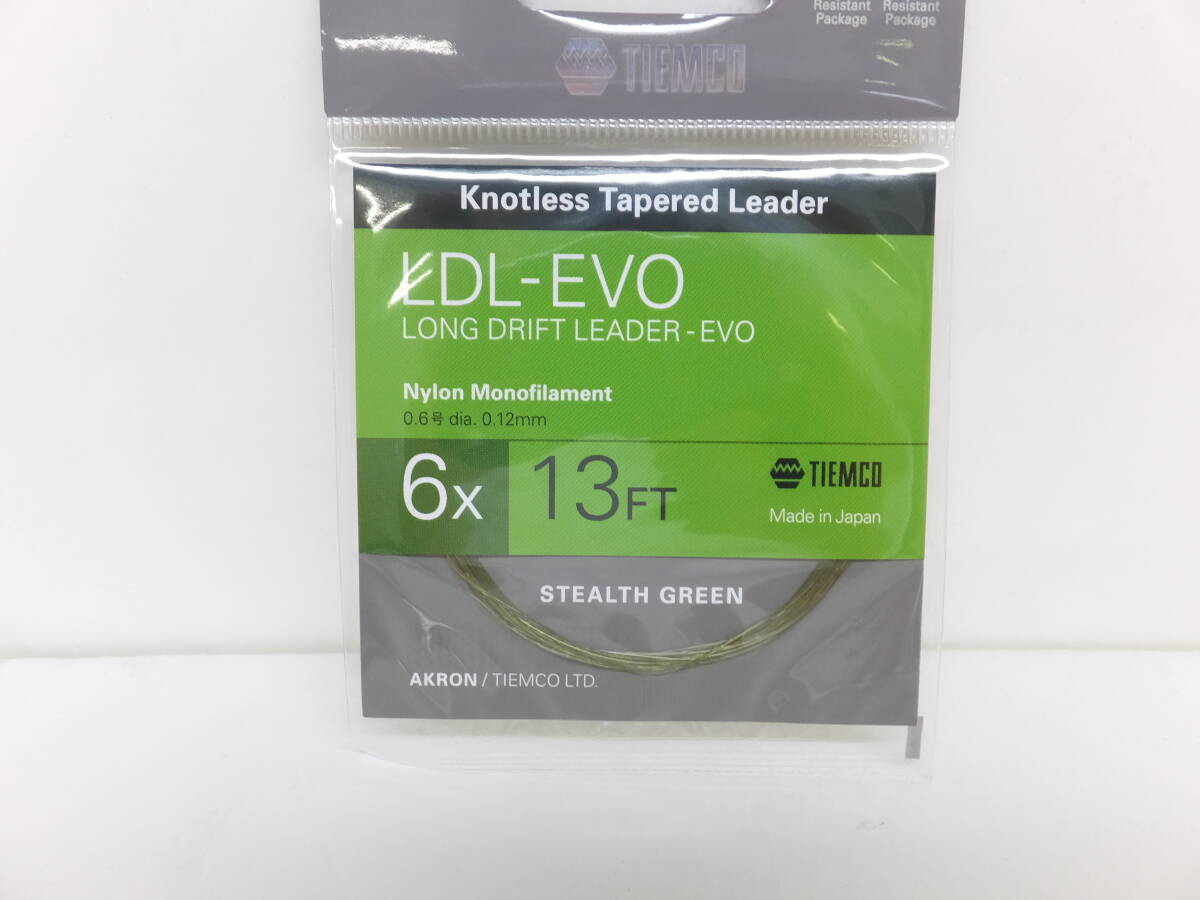 Resistant Resistant
Package Package
TIEMCO
Knotless Tapered Leader
LDL-EVO
LONG DRIFT LEADER-EVO
Nylon Monofilament
0.6号 dia. 0.12mm
6X 13FT
TIEMCO
Made in Japan
STEALTH GREEN
AKRON / TIEMCO LTD.